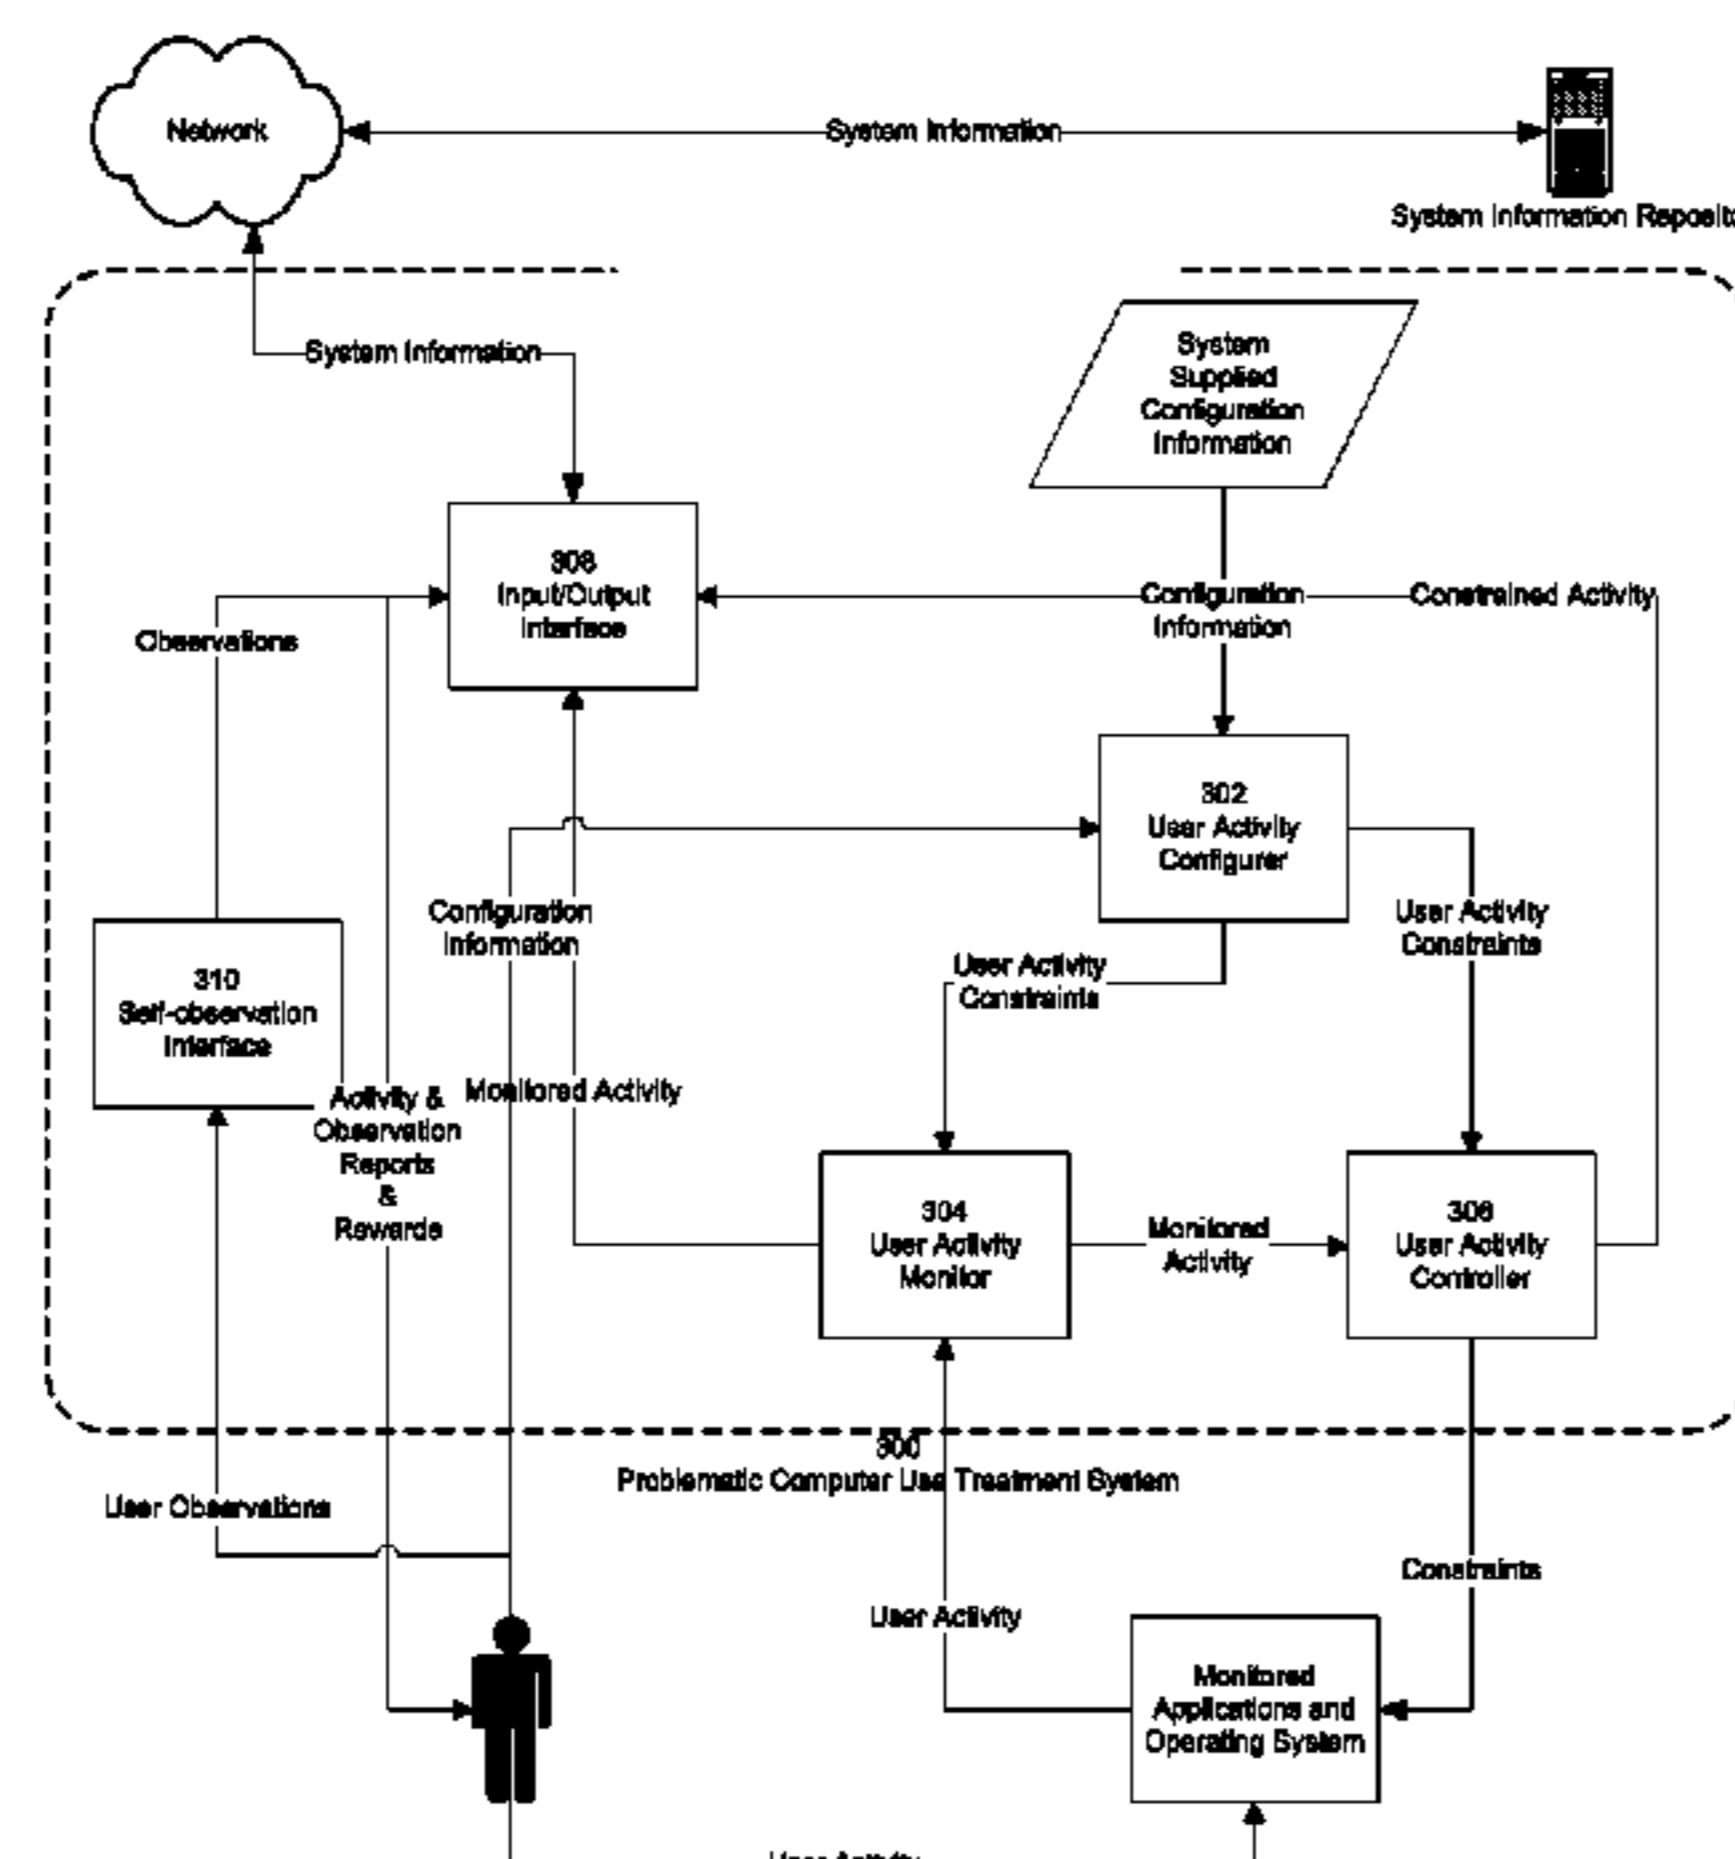 Network
System Information
System Information Reposito
System Information
System
Supplied
Configuration
Information
308
Input/Output
Interface
Configuration
Information
Constrained Activity
Observations
302
User Activity
Configurer
Configuration
Information
User Activity
Constraints
User Activity
Constraints
310
Self-observation
Interface
Activity &
Observation
Reports
&
Rewards
Monitored Activity
304
User Activity
Monitor
Monitored
Activity
306
User Activity
Controller
300
Problematic Computer Use Treatment System
User Observations
Constraints
User Activity
Monitored
Applications and
Operating System
User Activity